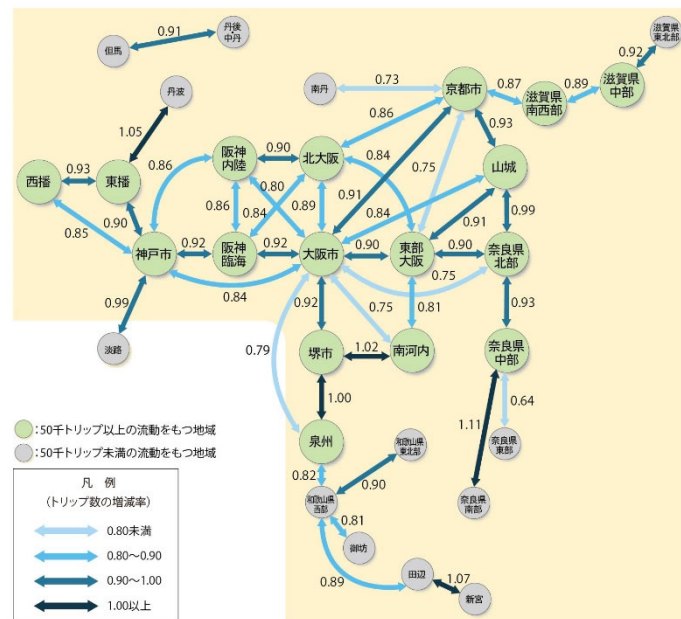 0.91
但馬
丹後
・中丹
丹波
1.05
南丹
0.73
京都市
0.87
滋賀県
南西部
0.89
滋賀県
中部
0.92
滋賀県
東北部
0.86
0.93
山城
西播
0.93
東播
0.86
阪神
内陸
0.90
北大阪
0.84
0.75
0.85
0.90
0.86
0.80
0.84
0.89
0.91
0.84
0.91
0.99
神戸市
0.92
阪神
臨海
0.92
大阪市
0.90
東部
大阪
0.90
奈良県
北部
0.84
0.75
0.99
淡路
0.79
0.92
0.75
0.81
0.93
堺市
1.02
南河内
奈良県
中部
1.00
0.64
1.11
泉州
奈良県
東部
奈良県
南部
0.82
和歌山県
東北部
0.90
和歌山県
西部
0.81
御坊
0.89
田辺
1.07
新宮
:50千トリップ以上の流動をもつ地域
:50千トリップ未満の流動をもつ地域
凡 例
(トリップ数の増減率)
0.80未満
0.80～0.90
0.90～1.00
1.00以上